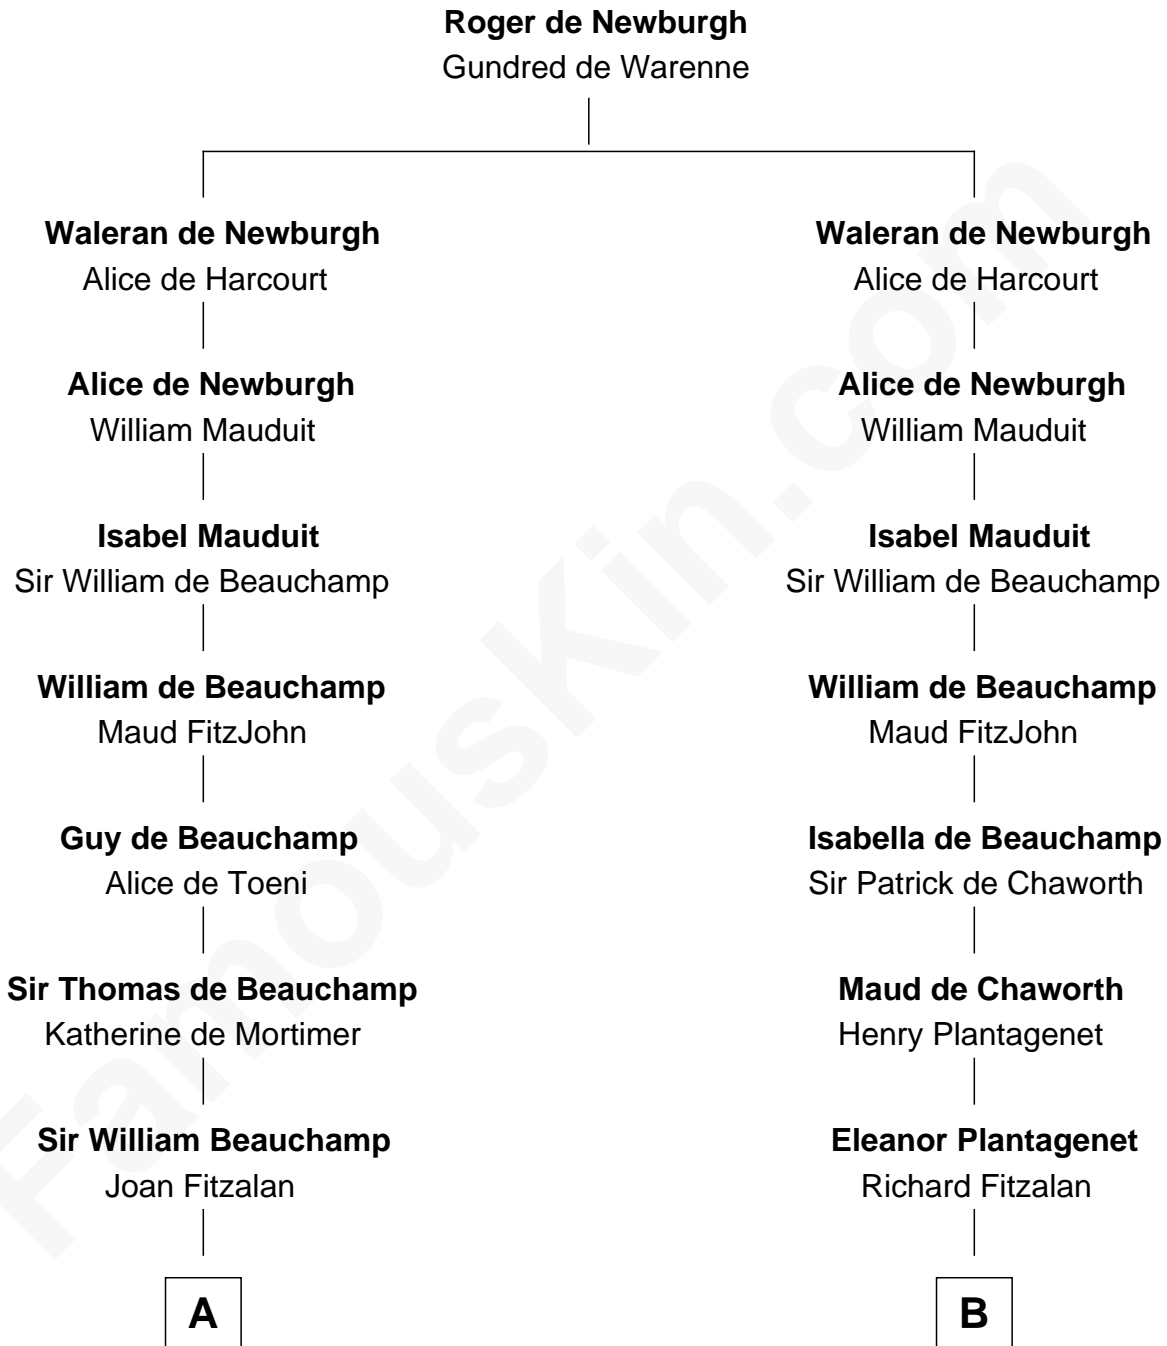 Roger de Newburgh
Gundred de Warenne
Waleran de Newburgh
Alice de Harcourt
Alice de Newburgh
William Mauduit
Isabel Mauduit
Sir William de Beauchamp
William de Beauchamp
Maud FitzJohn
Guy de Beauchamp
Alice de Toeni
Sir Thomas de Beauchamp
Katherine de Mortimer
Sir William Beauchamp
Joan Fitzalan
A
Waleran de Newburgh
Alice de Harcourt
Alice de Newburgh
William Mauduit
Isabel Mauduit
Sir William de Beauchamp
William de Beauchamp
Maud FitzJohn
Isabella de Beauchamp
Sir Patrick de Chaworth
Maud de Chaworth
Henry Plantagenet
Eleanor Plantagenet
Richard Fitzalan
B
FamousKin.com